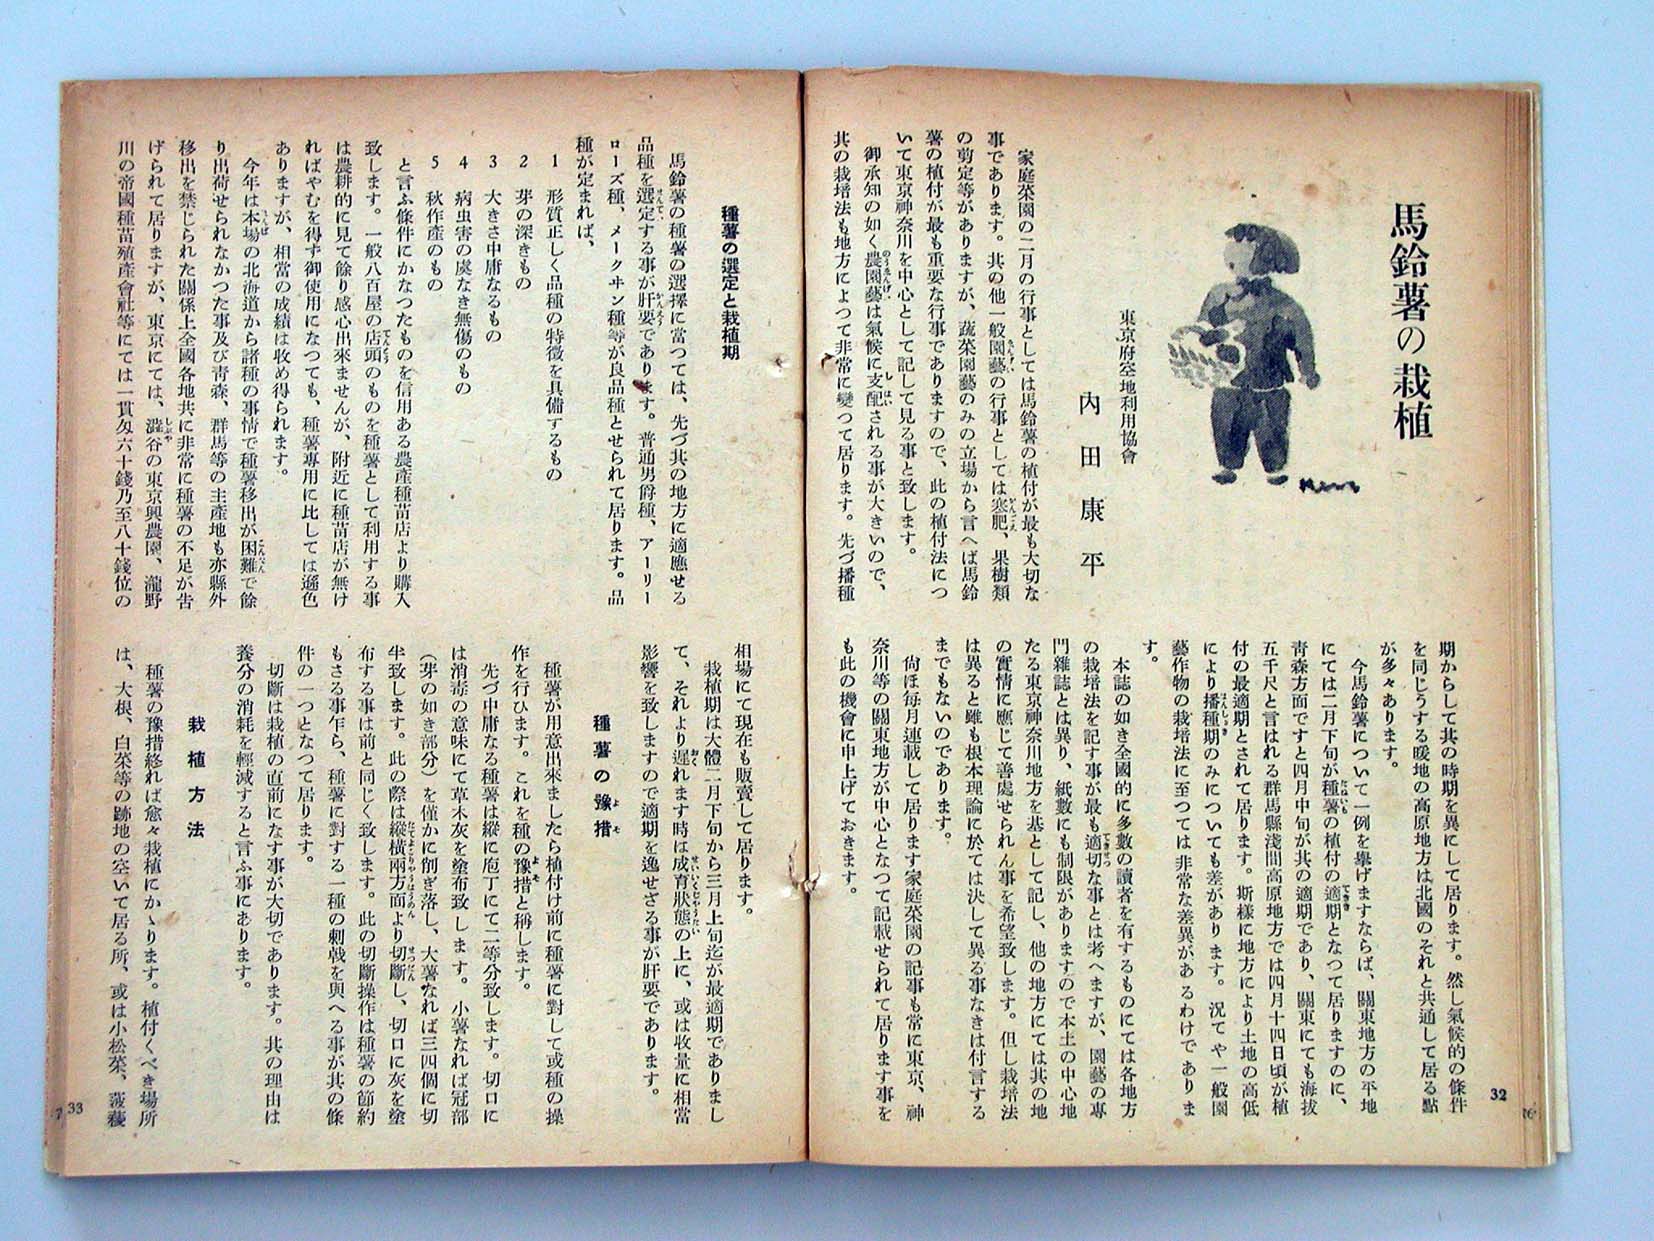 馬鈴薯の栽植
東京府空地利用協會
內田康平
家庭菜園の二月の行事としては馬鈴薯の植付が最も大切な
事であります。其の他一般園藝の行事としては寒肥、果樹類
の剪定等がありますが、蔬菜園藝のみの立場から言へば馬鈴
薯の植付が最も重要な行事でありますので、此の植付法につ
いて東京神奈川を中心として記して見る事と致します。
御承知の如く農園藝は氣候に支配される事が大きいので、
其の栽培法も地方によつて非常に變つて居ります。先づ播種
期からして其の時期を異にして居ります。然し氣候的の條件
を同じうする暖地の高原地方は北國のそれと共通して居る點
が多々あります。
今馬鈴薯について一例を擧げますならば、關東地方の平地
にては二月下旬が種薯の植付の適期となつて居りますのに、
靑森方面ですと四月中旬が其の適期であり、關東にても海拔
五千尺と言はれる群馬縣淺間高原地方では四月十四日頃が植
付の最適期とされて居ります。斯樣に地方により土地の高低
により播種期のみについても差があります。況てや一般園
藝作物の栽培法に至つては非常な差異があるわけでありま
す。
本誌の如き全國的に多數の讀者を有するものにては各地方
の栽培法を記す事が最も適切な事とは考へますが、園藝の專
門雜誌とは異り、紙數にも制限がありますので本土の中心地
たる東京神奈川地方を基として記し、他の地方にては其の地
の實情に應じて善處せられん事を希望致します。但し栽培法
は異ると雖も根本理論に於ては決して異る事なきは付言する
までもないのであります。
尙ほ每月連載して居ります家庭菜園の記事も常に東京、神
奈川等の關東地方が中心となつて記載せられて居ります事を
も此の機會に申上げておきます。
32
種薯の選定と栽植期
馬鈴薯の種薯の選擇に當つては、先づ其の地方に適應せる
品種を選定する事が肝要であります。普通男爵種、アーリー
ローズ種、メークヰン種等が良品種とせられて居ります。品
種が定まれば、
1 形質正しく品種の特徵を具備するもの
2 芽の深きもの
3 大きさ中庸なるもの
4 病虫害の虞なき無傷のもの
5 秋作產のもの
と言ふ條件にかなつたものを信用ある農產種苗店より購入
致します。一般八百屋の店頭のものを種薯として利用する事
は農耕的に見て餘り感心出來ませんが、附近に種苗店が無け
ればやむを得ず御使用になつても、種薯專用に比しては遜色
ありますが、相當の成績は收め得られます。
今年は本場の北海道から諸種の事情で種薯移出が困難で餘
り出荷せられなかつた事及び靑森、群馬等の主產地も亦縣外
移出を禁じられた關係上全國各地共に非常に種薯の不足が吿
げられて居りますが、東京にては、澁谷の東京興農園、瀧野
川の帝國種苗殖產會社等にては一貫匁六十錢乃至八十錢位の
相場にて現在も販賣して居ります。
栽植期は大體二月下旬から三月上旬迄が最適期でありまし
て、それより遲れます時は成育狀態の上に、或は收量に相當
影響を致しますので適期を逸せざる事が肝要であります。
種薯の豫措
種薯が用意出來ましたら植付け前に種薯に對して或種の操
作を行ひます。これを種の豫措と稱します。
先づ中庸なる種薯は縱に庖丁にて二等分致します。切口に
は消毒の意味にて草木灰を塗布致します。小薯なれば冠部
(芽の如き部分)を僅かに削ぎ落し、大薯なれば三四個に切
半致します。此の際は縱橫兩方面より切斷し、切口に灰を塗
布する事は前と同じく致します。此の切斷操作は種薯の節約
もさる事乍ら、種薯に對する一種の刺戟を與へる事が其の條
件の一つとなつて居ります。
切斷は栽植の直前になす事が大切であります。其の理由は
養分の消耗を輕減すると言ふ事にあります。
栽植方法
種薯の豫措終れば愈々栽植にかゝります。植付くべき場所
は、大根、白菜等の跡地の空いて居る所、或は小松菜、菠薐
33